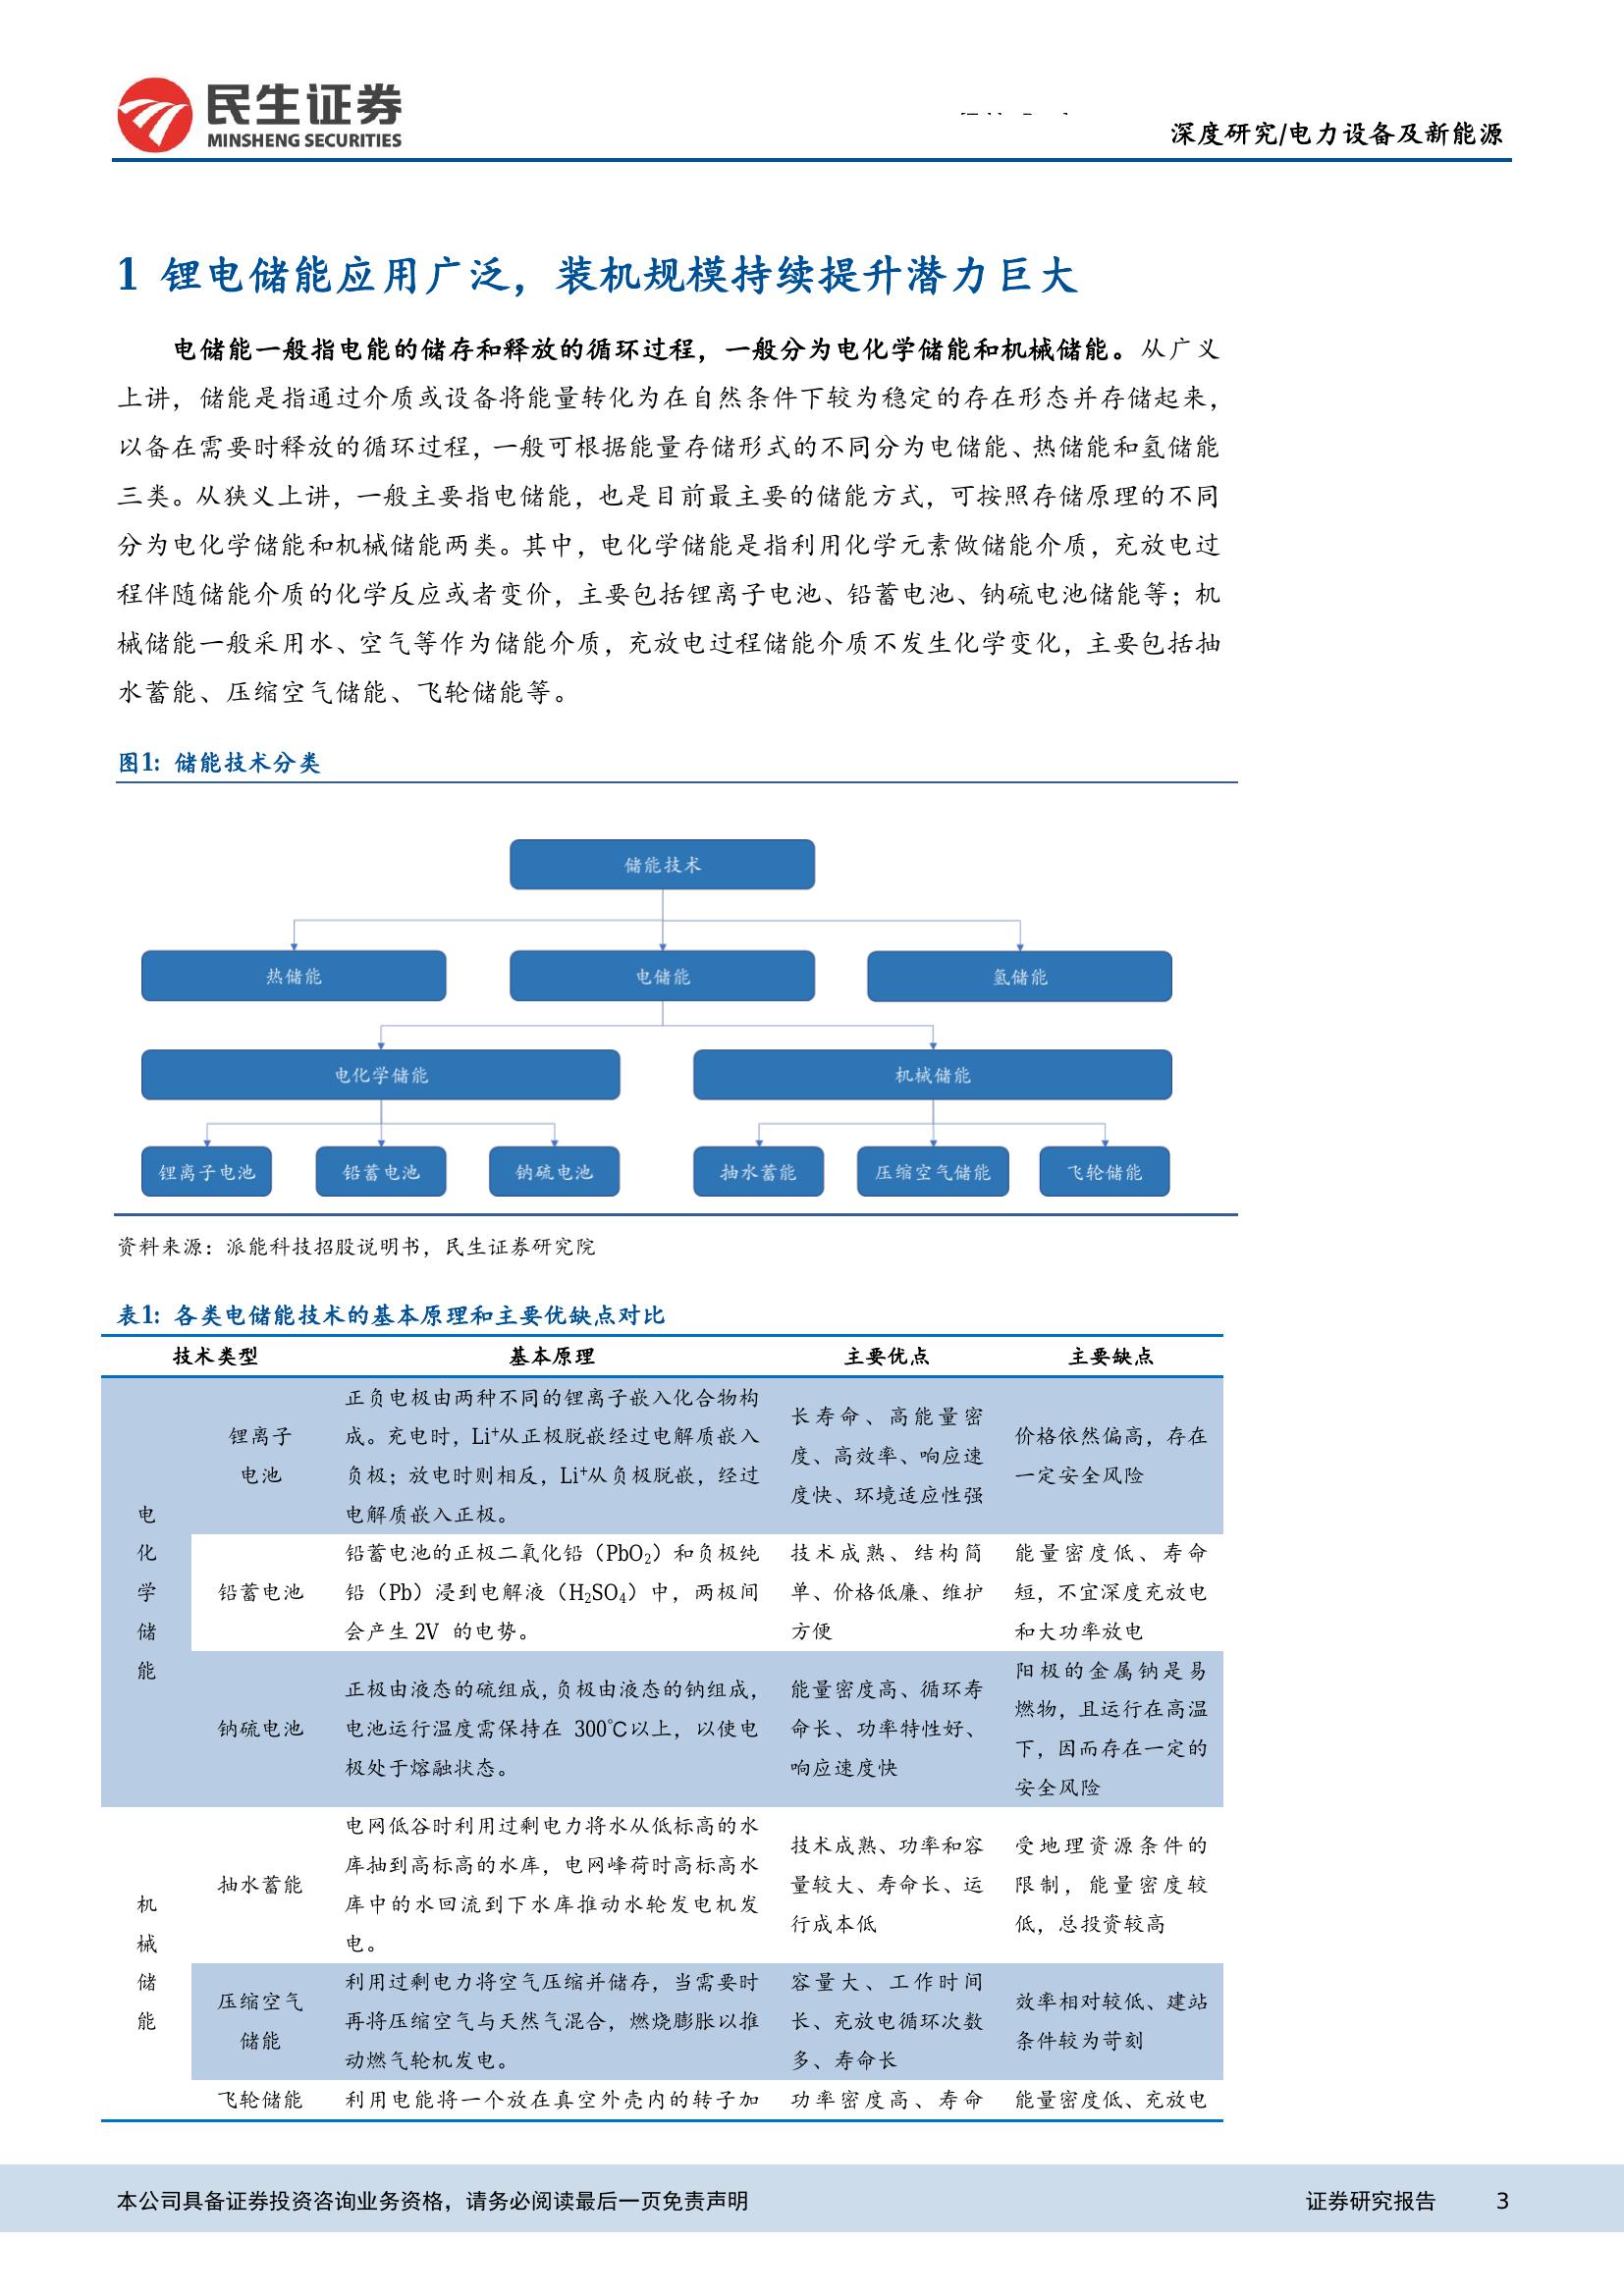 民生证券
MINSHENG SECURITIES
深度研究/电力设备及新能源
1 锂电储能应用广泛，装机规模持续提升潜力巨大
电储能一般指电能的储存和释放的循环过程，一般分为电化学储能和机械储能。从广义
上讲，储能是指通过介质或设备将能量转化为在自然条件下较为稳定的存在形态并存储起来，
以备在需要时释放的循环过程，一般可根据能量存储形式的不同分为电储能、热储能和氢储能
三类。从狭义上讲，一般主要指电储能，也是目前最主要的储能方式，可按照存储原理的不同
分为电化学储能和机械储能两类。其中，电化学储能是指利用化学元素做储能介质，充放电过
程伴随储能介质的化学反应或者变价，主要包括锂离子电池、铅蓄电池、钠硫电池储能等；机
械储能一般采用水、空气等作为储能介质，充放电过程储能介质不发生化学变化，主要包括抽
水蓄能、压缩空气储能、飞轮储能等。
图1：储能技术分类
储能技术
热储能
电储能
氢储能
电化学储能
机械储能
锂离子电池
铅蓄电池
钠硫电池
抽水蓄能
压缩空气储能
飞轮储能
资料来源：派能科技招股说明书，民生证券研究院
表1：各类电储能技术的基本原理和主要优缺点对比
技术类型
基本原理
主要优点
主要缺点
电
化
学
储
能
锂离子
电池
正负电极由两种不同的锂离子嵌入化合物构
成。充电时，Li⁺从正极脱嵌经过电解质嵌入
负极；放电时则相反，Li⁺从负极脱嵌，经过
电解质嵌入正极。
长寿命、高能量密
度、高效率、响应速
度快、环境适应性强
价格依然偏高，存在
一定安全风险
铅蓄电池
铅蓄电池的正极二氧化铅（PbO₂）和负极纯
铅（Pb）浸到电解液（H₂SO₄）中，两极间
会产生 2V 的电势。
技术成熟、结构简
单、价格低廉、维护
方便
能量密度低、寿命
短，不宜深度充放电
和大功率放电
钠硫电池
正极由液态的硫组成，负极由液态的钠组成，
电池运行温度需保持在 300℃以上，以使电
极处于熔融状态。
能量密度高、循环寿
命长、功率特性好、
响应速度快
阳极的金属钠是易
燃物，且运行在高温
下，因而存在一定的
安全风险
机
械
储
能
抽水蓄能
电网低谷时利用过剩电力将水从低标高的水
库抽到高标高的水库，电网峰荷时高标高水
库中的水回流到下水库推动水轮发电机发
电。
技术成熟、功率和容
量较大、寿命长、运
行成本低
受地理资源条件的
限制，能量密度较
低，总投资较高
压缩空气
储能
利用过剩电力将空气压缩并储存，当需要时
再将压缩空气与天然气混合，燃烧膨胀以推
动燃气轮机发电。
容量大、工作时间
长、充放电循环次数
多、寿命长
效率相对较低、建站
条件较为苛刻
飞轮储能
利用电能将一个放在真空外壳内的转子加
功率密度高、寿命
能量密度低、充放电
本公司具备证券投资咨询业务资格，请务必阅读最后一页免责声明
证券研究报告
3